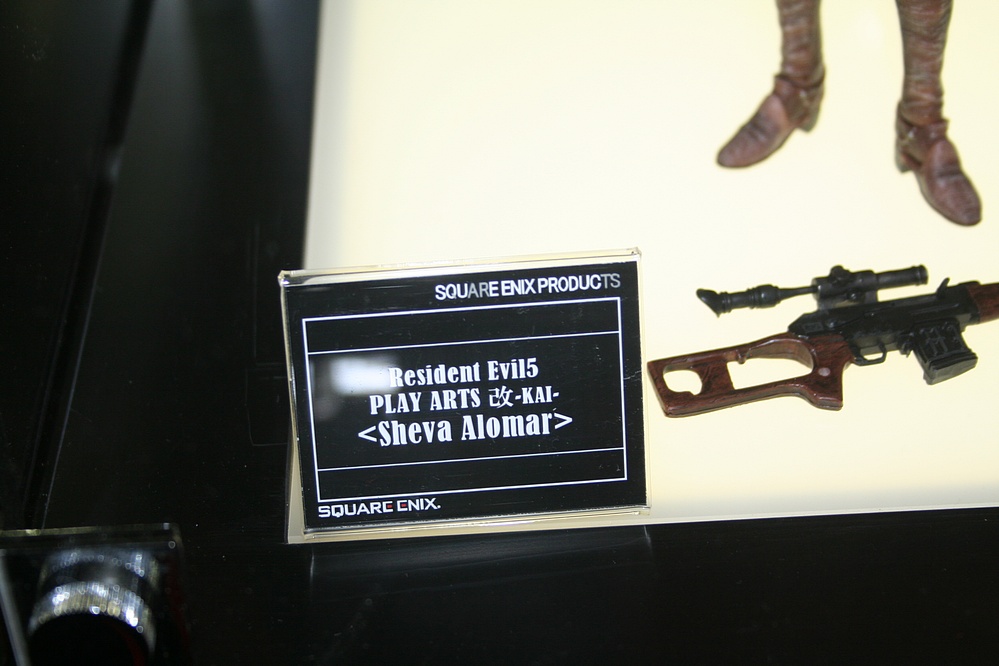 SQUARE ENIX PRODUCTS
Resident Evil5
PLAY ARTS 改-KAI-
<Sheva Alomar>
SQUARE ENIX.